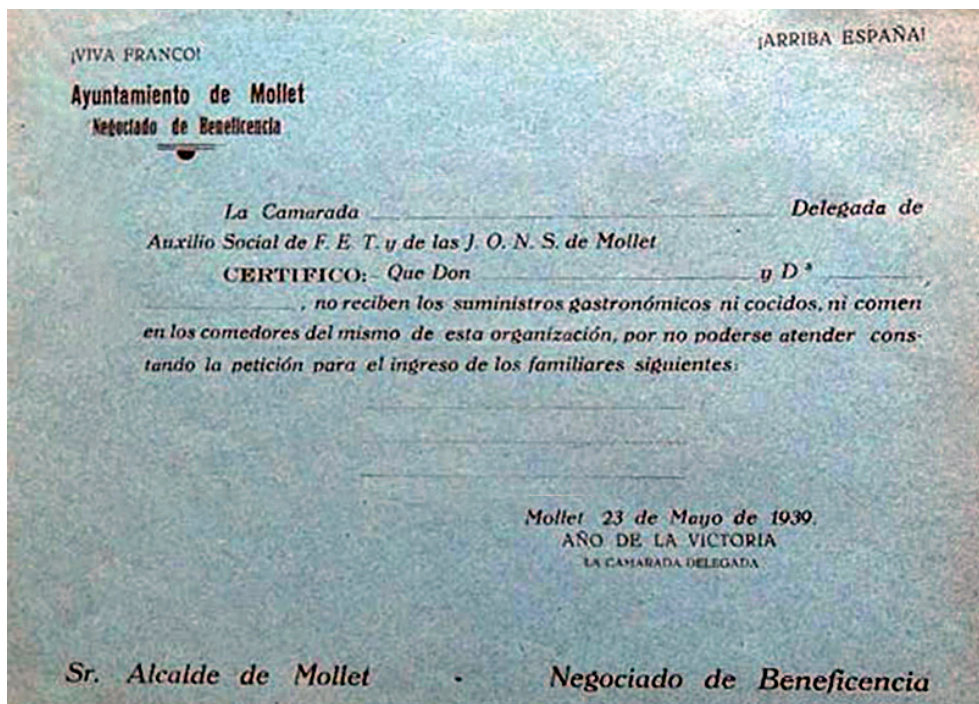 ¡VIVA FRANCO!
¡ARRIBA ESPAÑA!
Ayuntamiento de Mollet
Negociado de Beneficencia
La Camarada Delegada de
Auxilio Social de F. E. T. y de las J. O. N. S. de Mollet
CERTIFICO:- Que Don y D ª ,
, no reciben los suministros gastronómicos ni cocidos, ni comen
en los comedores del mismo de esta organización, por no poderse atender cons-
tando la petición para el ingreso de los familiares siguientes:
Mollet 23 de Mayo de 1939.
AÑO DE LA VICTORIA
LA CAMARADA DELEGADA
Sr. Alcalde de Mollet - Negociado de Beneficencia